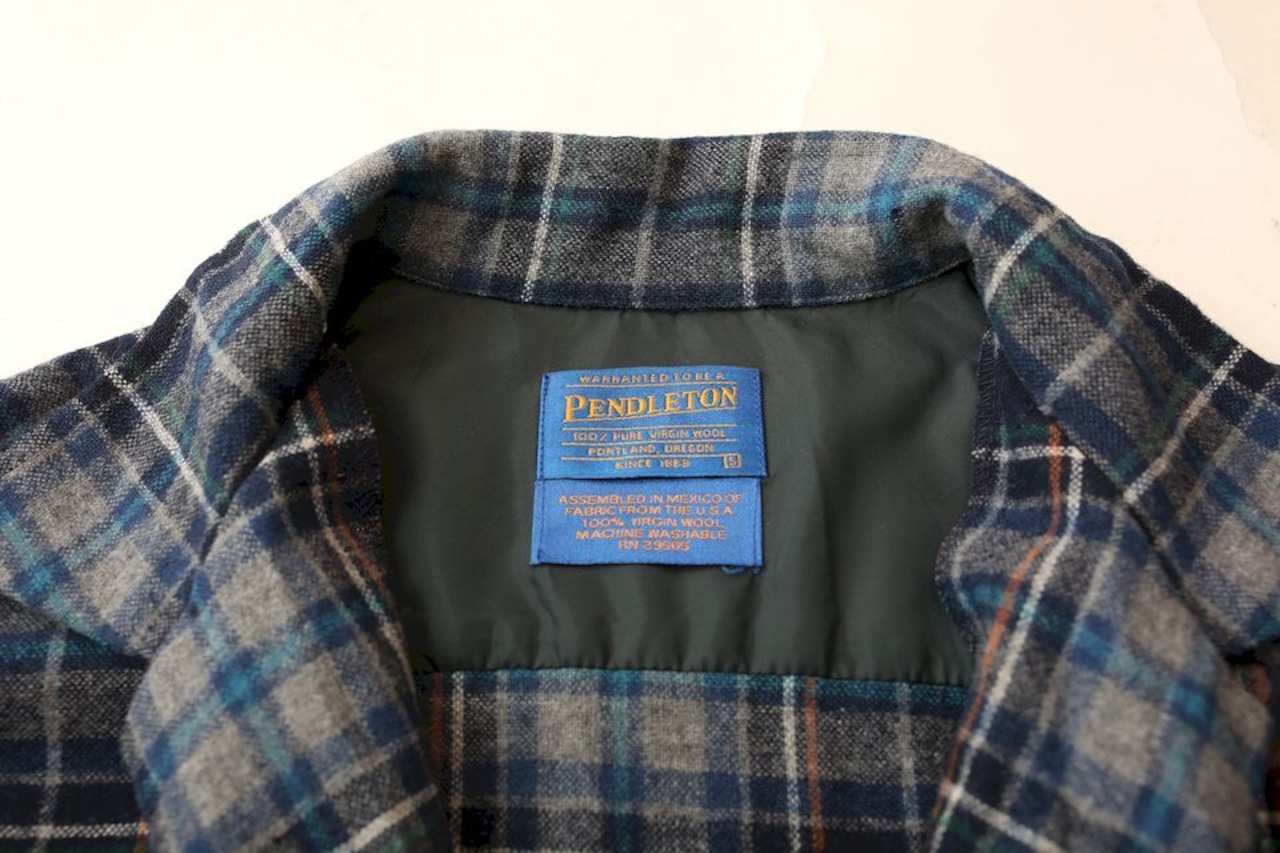 WARRANTED TO BE A
PENDLETON
100% PURE VIRGIN WOOL
PORTLAND, OREGON
SINCE 1863 S
ASSEMBLED IN MEXICO OF
FABRIC FROM THE U.S.A.
100% VIRGIN WOOL
MACHINE WASHABLE
RN 29685